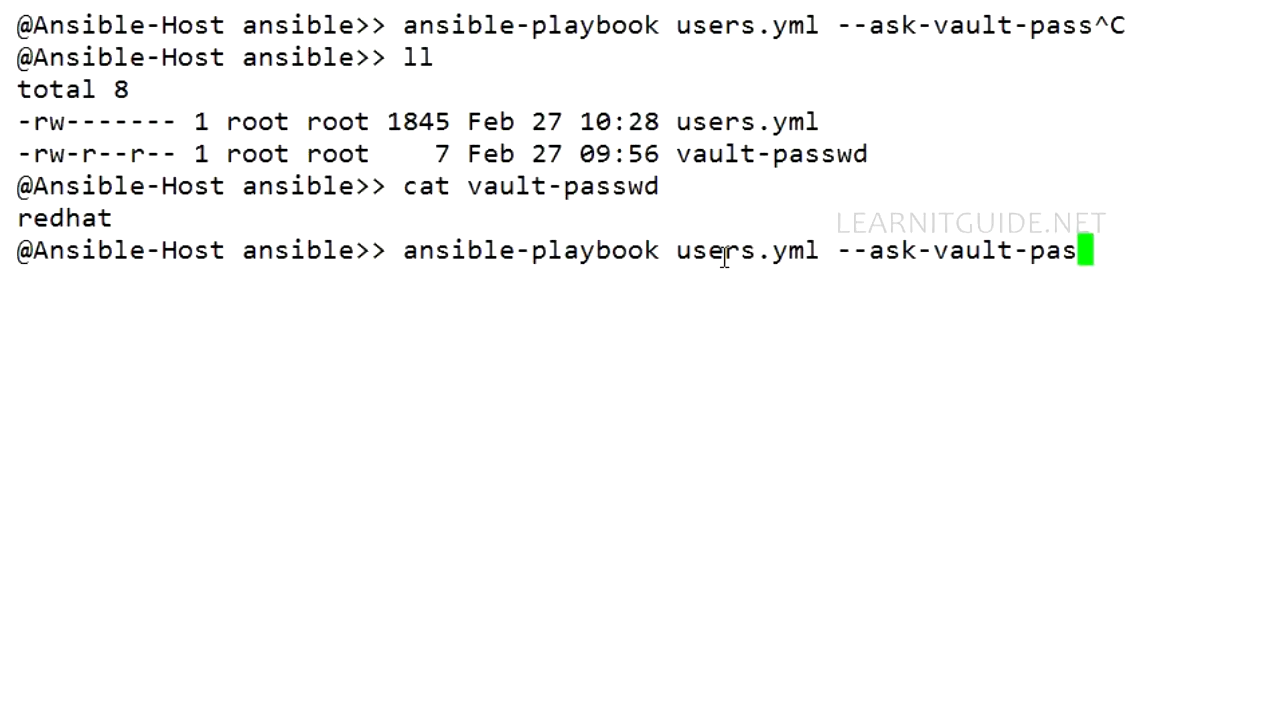 @Ansible-Host ansible>> ansible-playbook users.yml --ask-vault-pass^C
@Ansible-Host ansible>> ll
total 8
-rw------- 1 root root 1845 Feb 27 10:28 users.yml
-rw-r--r-- 1 root root    7 Feb 27 09:56 vault-passwd
@Ansible-Host ansible>> cat vault-passwd
redhat
LEARNITGUIDE.NET
@Ansible-Host ansible>> ansible-playbook users.yml --ask-vault-pas